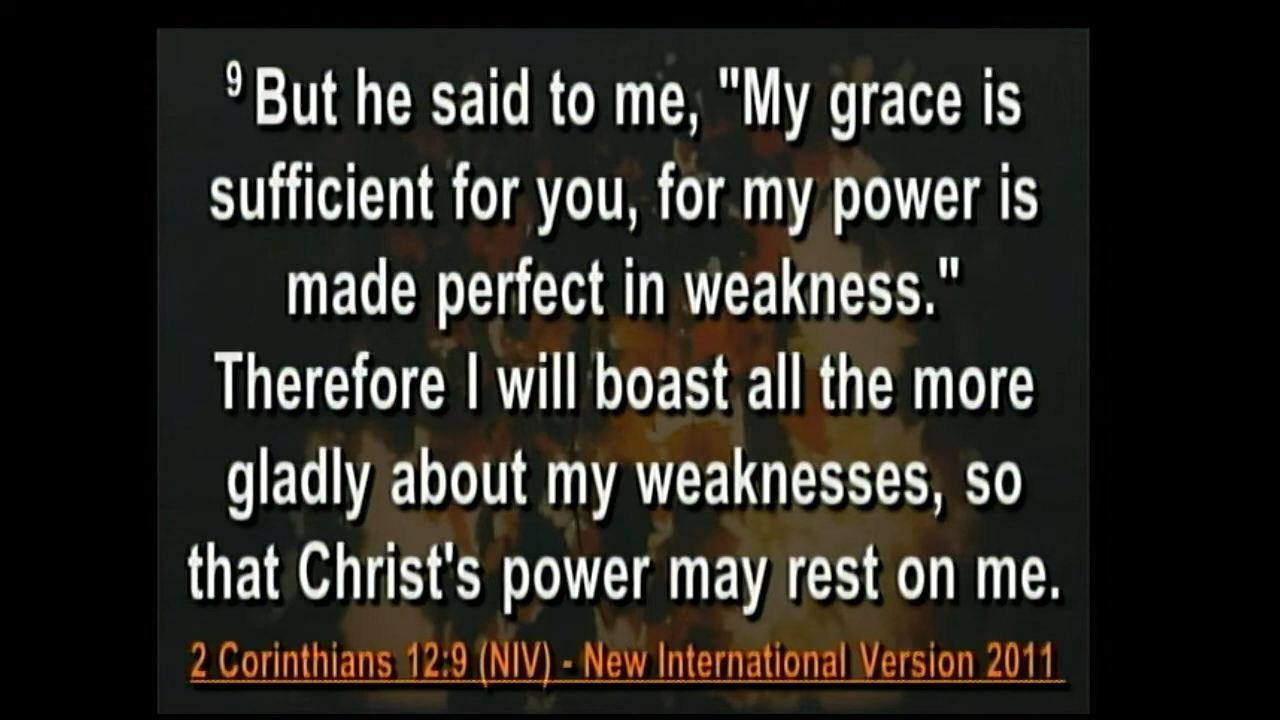 9 But he said to me, "My grace is
sufficient for you, for my power is
made perfect in weakness."
Therefore I will boast all the more
gladly about my weaknesses, so
that Christ's power may rest on me.
2 Corinthians 12:9 (NIV) - New International Version 2011